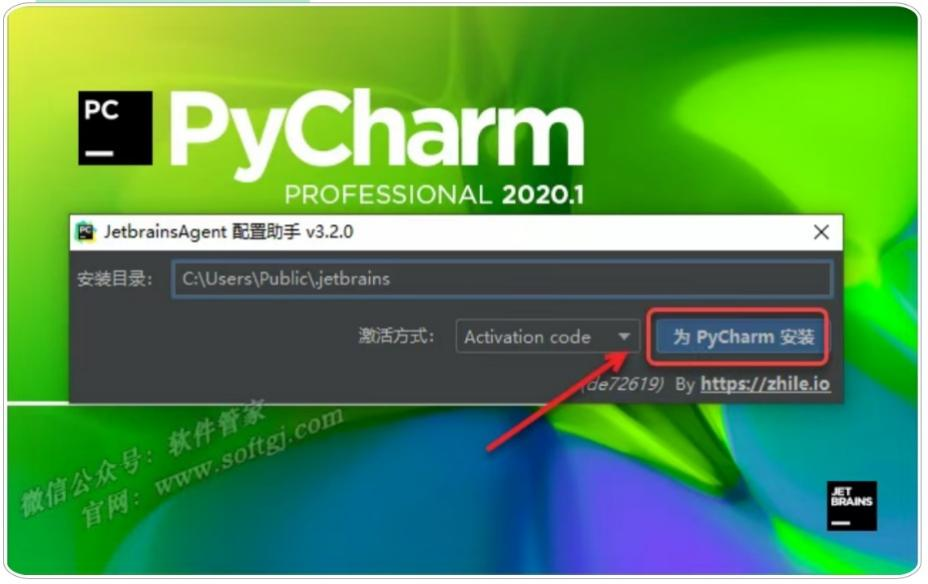 PC
PyCharm
PROFESSIONAL 2020.1
JetbrainsAgent 配置助手 v3.2.0
安装目录: C:\Users\Public\.jetbrains
激活方式: Activation code 为 PyCharm 安装
(de72619) By https://zhile.io
微信公众号：软件管家
官网：www.softgj.com
JET
BRAINS